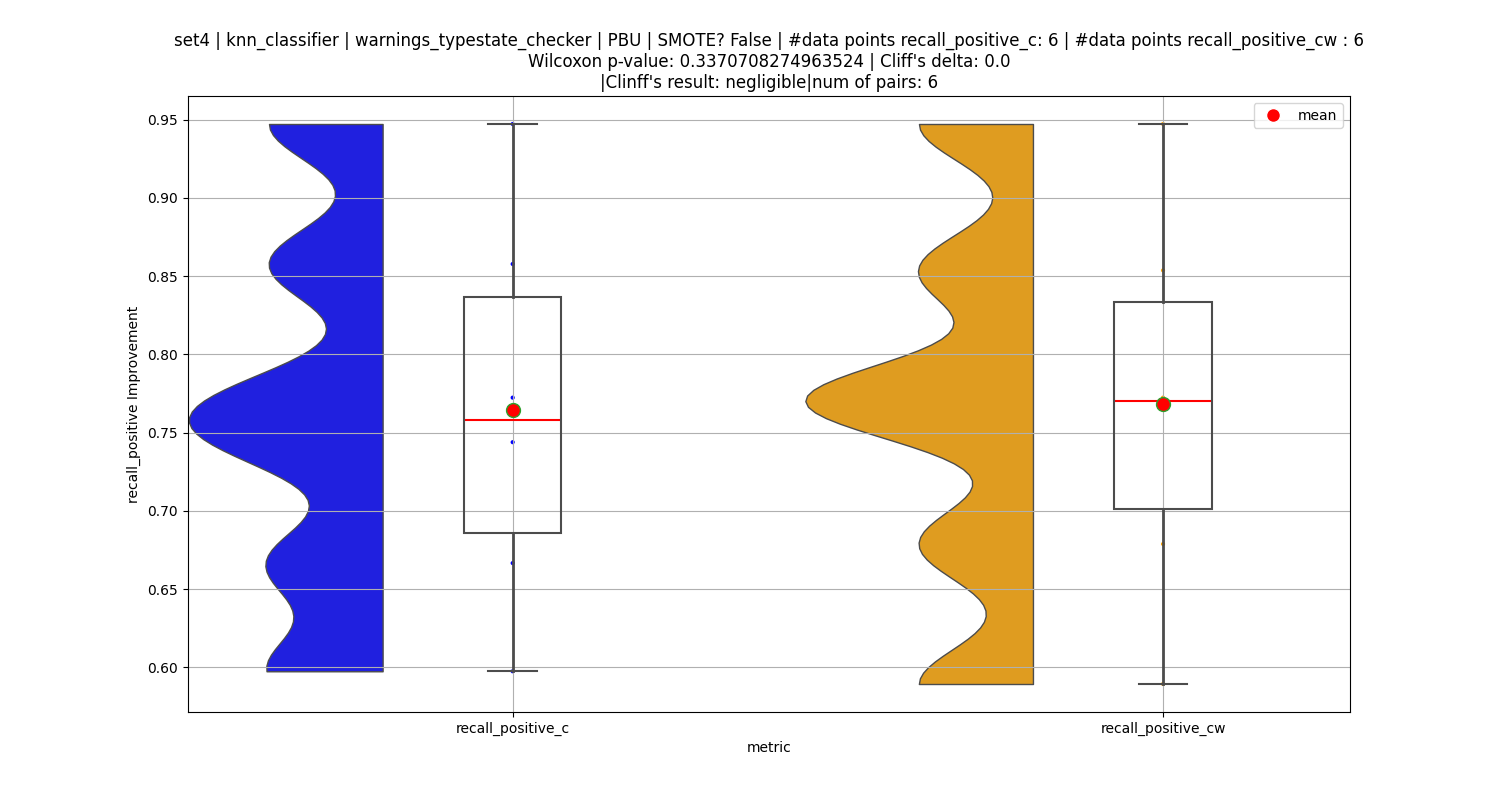 set4 | knn_classifier | warnings_typestate_checker | PBU | SMOTE? False | #data points recall_positive_c: 6 | #data points recall_positive_cw : 6
Wilcoxon p-value: 0.3370708274963524 | Cliff's delta: 0.0
|Clinff's result: negligible|num of pairs: 6
mean
0.95
0.90
0.85
0.80
0.75
0.70
0.65
0.60
recall_positive Improvement
recall_positive_c
recall_positive_cw
metric